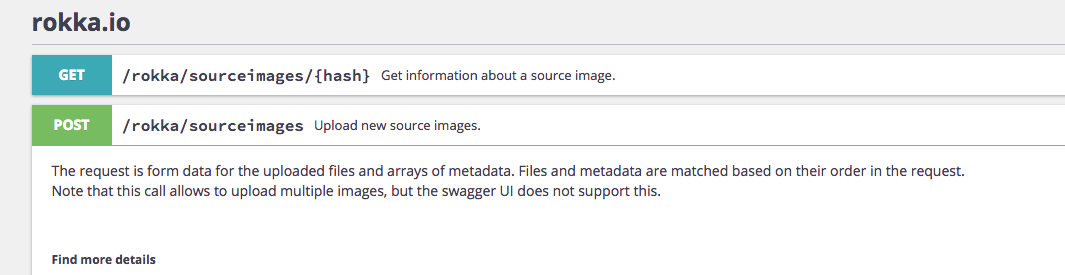 rokka.io
GET /rokka/sourceimages/{hash} Get information about a source image.
POST /rokka/sourceimages Upload new source images.
The request is form data for the uploaded files and arrays of metadata. Files and metadata are matched based on their order in the request.
Note that this call allows to upload multiple images, but the swagger UI does not support this.
Find more details